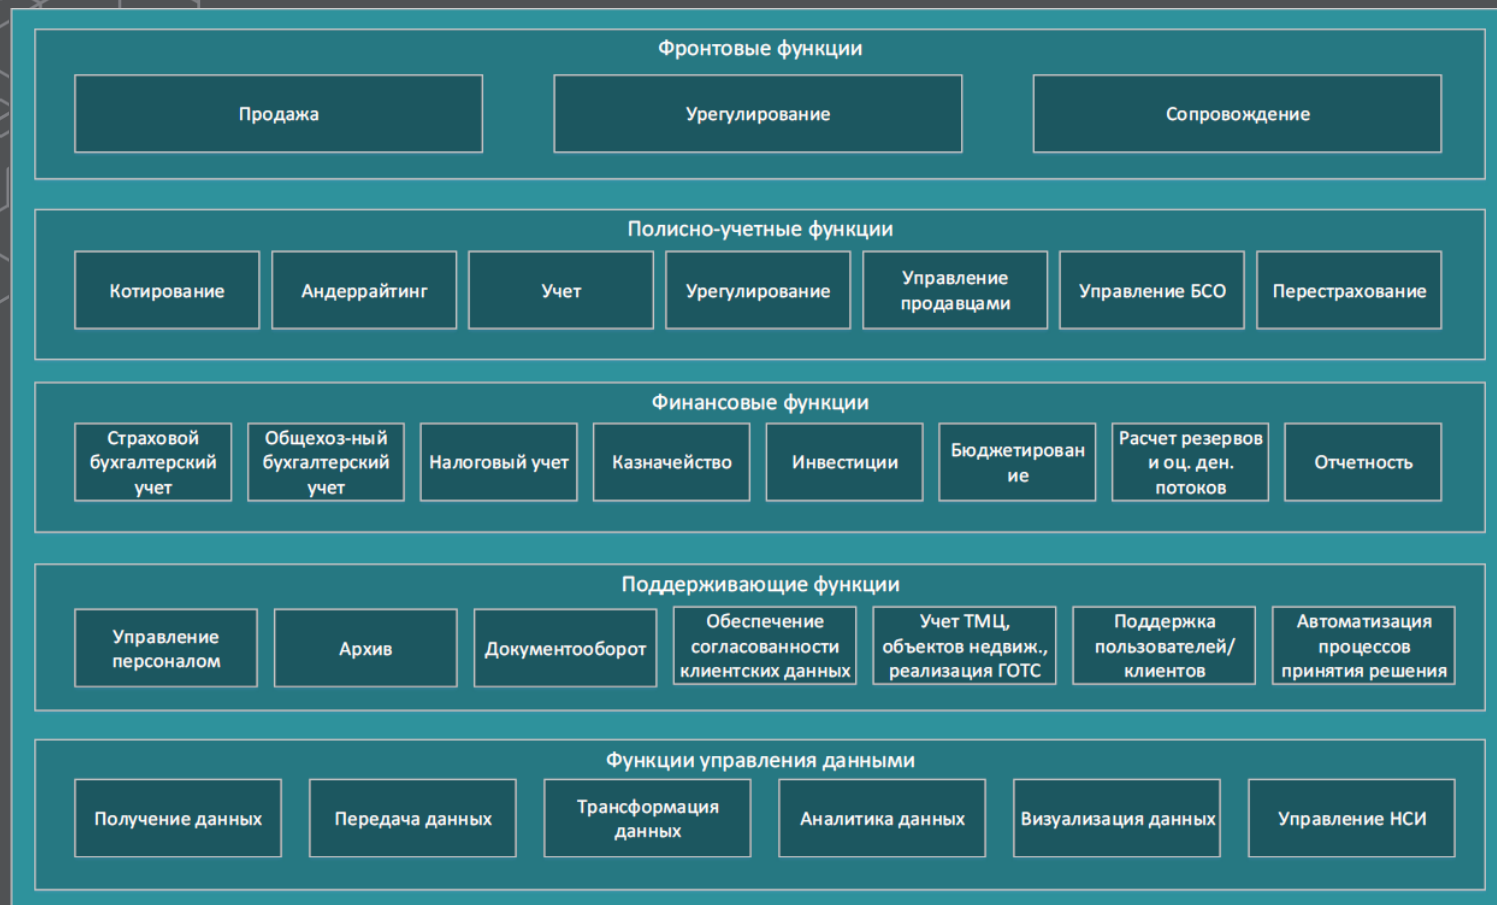 Фронтовые функции
Продажа
Урегулирование
Сопровождение
Полисно-учетные функции
Котирование
Андеррайтинг
Учет
Урегулирование
Управление
продавцами
Управление БСО
Перестрахование
Финансовые функции
Страховой
бухгалтерский
учет
Общехоз-ный
бухгалтерский
учет
Налоговый учет
Казначейство
Инвестиции
Бюджетирован
ие
Расчет резервов
и оц. ден.
потоков
Отчетность
Поддерживающие функции
Управление
персоналом
Архив
Документооборот
Обеспечение
согласованности
клиентских данных
Учет ТМЦ,
объектов недвиж.,
реализация ГОТС
Поддержка
пользователей/
клиентов
Автоматизация
процессов
принятия решения
Функции управления данными
Получение данных
Передача данных
Трансформация
данных
Аналитика данных
Визуализация данных
Управление НСИ